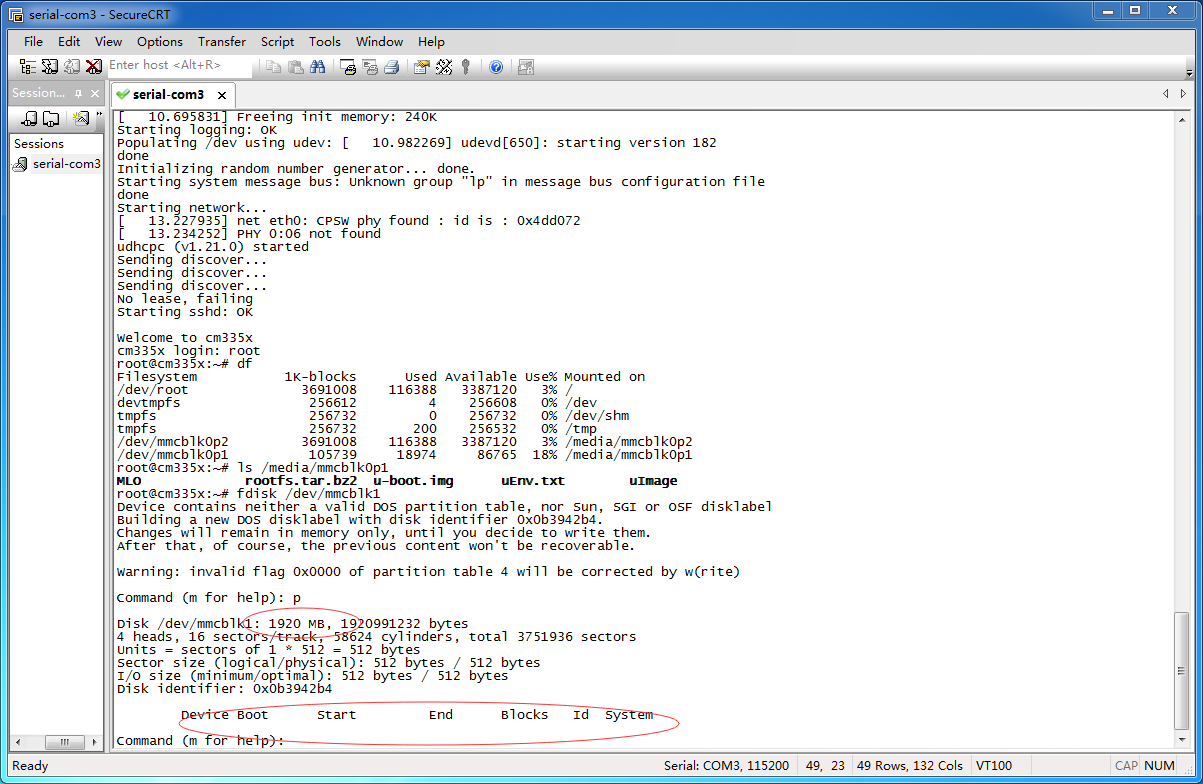 serial-com3 - SecureCRT
File Edit View Options Transfer Script Tools Window Help
Enter host <Alt+R>
Session...
serial-com3
Sessions
serial-com3
[   10.695831] Freeing init memory: 240K
Starting logging: OK
Populating /dev using udev: [   10.982269] udevd[650]: starting version 182
done
Initializing random number generator... done.
Starting system message bus: Unknown group "lp" in message bus configuration file
done
Starting network...
[   13.227935] net eth0: CPSW phy found : id is : 0x4dd072
[   13.234252] PHY 0:06 not found
udhcpc (v1.21.0) started
Sending discover...
Sending discover...
Sending discover...
No lease, failing
Starting sshd: OK
Welcome to cm335x
cm335x login: root
root@cm335x:~# df
Filesystem           1K-blocks      Used Available Use% Mounted on
/dev/root              3691008    116388   3387120   3% /
devtmpfs                256612         4    256608   0% /dev
tmpfs                   256732         0    256732   0% /dev/shm
tmpfs                   256732       200    256532   0% /tmp
/dev/mmcblk0p2         3691008    116388   3387120   3% /media/mmcblk0p2
/dev/mmcblk0p1          105739     18974     86765  18% /media/mmcblk0p1
root@cm335x:~# ls /media/mmcblk0p1
MLO             rootfs.tar.bz2  u-boot.img      uEnv.txt        uImage
root@cm335x:~# fdisk /dev/mmcblk1
Device contains neither a valid DOS partition table, nor Sun, SGI or OSF disklabel
Building a new DOS disklabel with disk identifier 0x0b3942b4.
Changes will remain in memory only, until you decide to write them.
After that, of course, the previous content won't be recoverable.
Warning: invalid flag 0x0000 of partition table 4 will be corrected by w(rite)
Command (m for help): p
Disk /dev/mmcblk1: 1920 MB, 1920991232 bytes
4 heads, 16 sectors/track, 58624 cylinders, total 3751936 sectors
Units = sectors of 1 * 512 = 512 bytes
Sector size (logical/physical): 512 bytes / 512 bytes
I/O size (minimum/optimal): 512 bytes / 512 bytes
Disk identifier: 0x0b3942b4
Device Boot      Start         End      Blocks   Id  System
Command (m for help):
Ready Serial: COM3, 115200 49, 23 49 Rows, 132 Cols VT100 CAP NUM